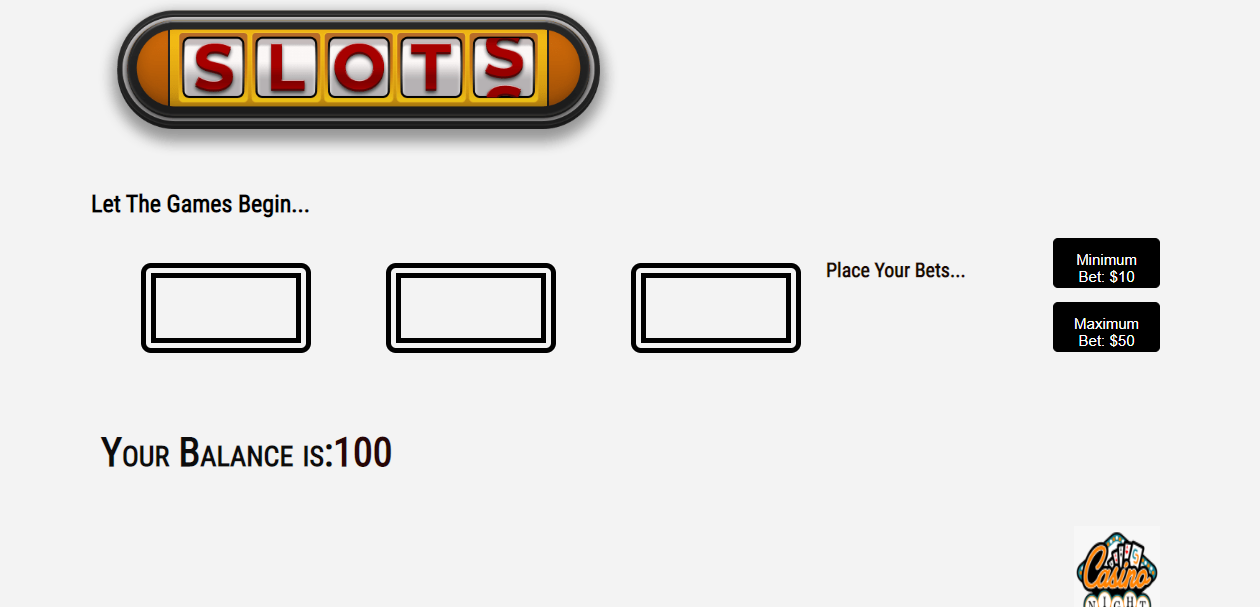 SLOTS
Let The Games Begin...
Place Your Bets...
Minimum
Bet: $10
Maximum
Bet: $50
Your Balance is:100
Casino
NIGHT